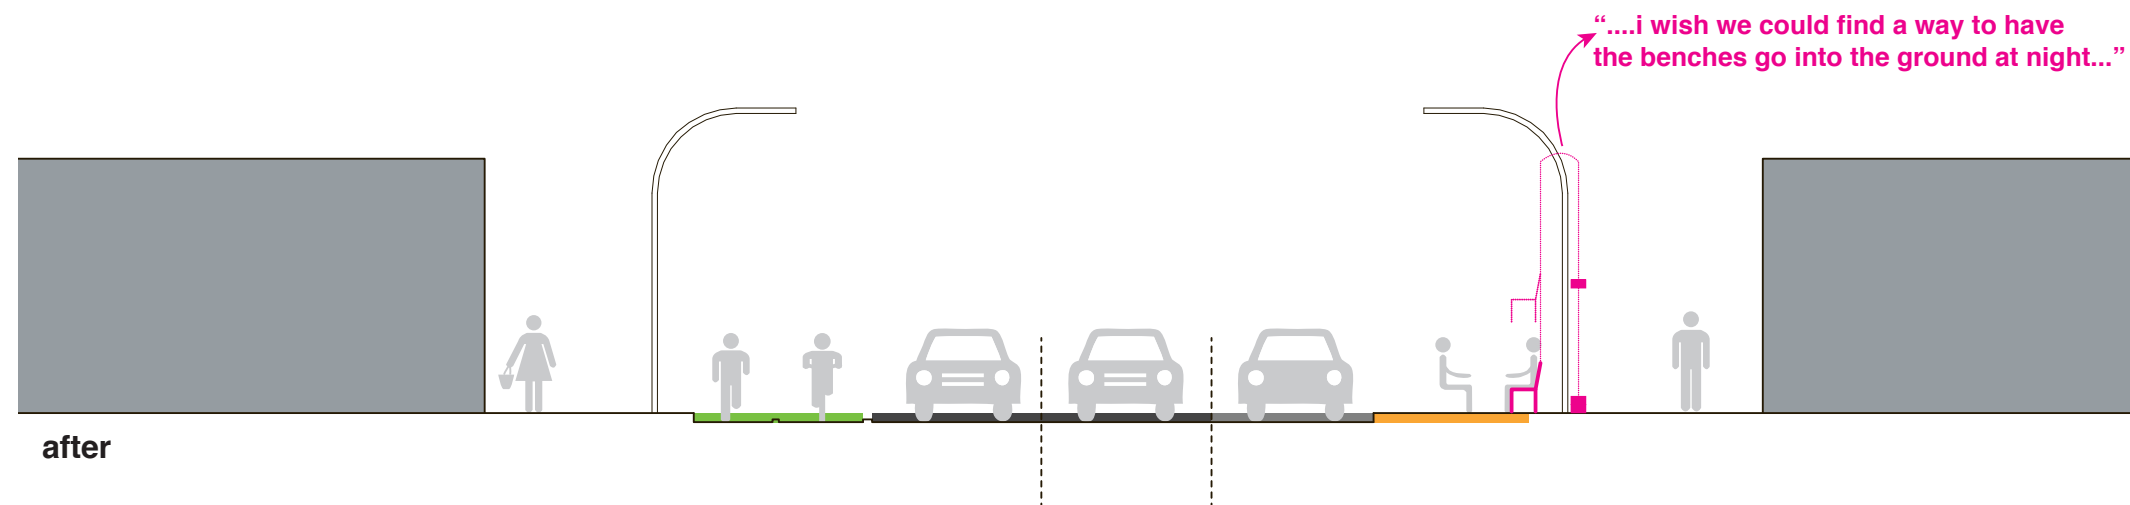 “....i wish we could find a way to have
the benches go into the ground at night...”
after